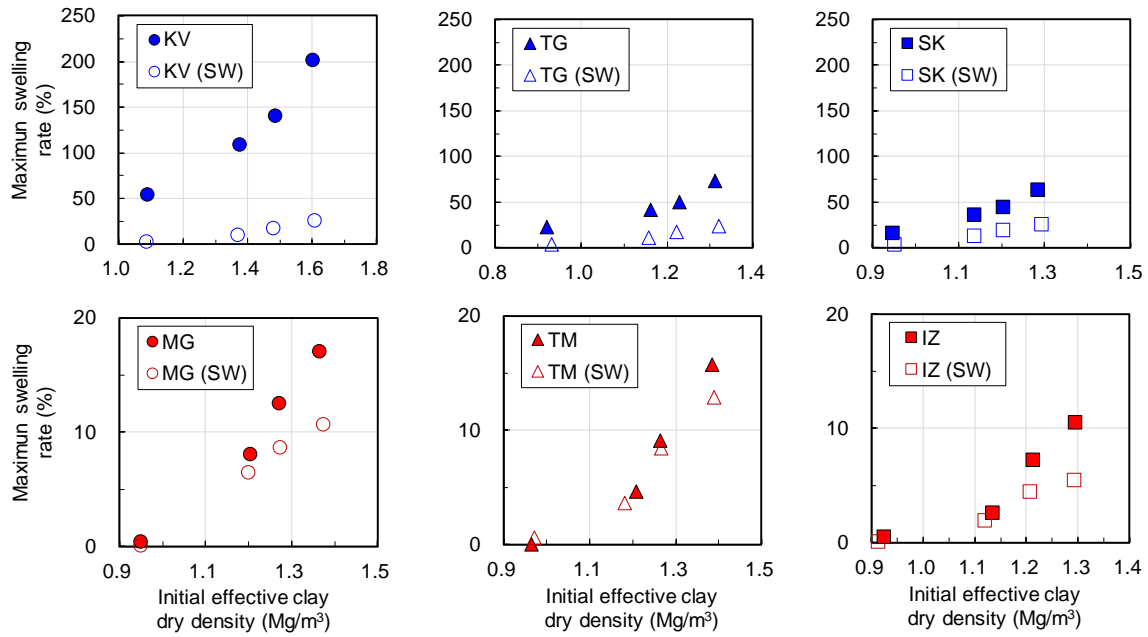 Maximun swelling
rate (%)
250
200
150
100
50
0
KV
KV (SW)
1.0 1.2 1.4 1.6 1.8
250
200
150
100
50
0
TG
TG (SW)
0.8 1.0 1.2 1.4
250
200
150
100
50
0
SK
SK (SW)
0.9 1.1 1.3 1.5
Maximun swelling
rate (%)
20
10
0
MG
MG (SW)
0.9 1.1 1.3 1.5
Initial effective clay
dry density (Mg/m³)
20
10
0
TM
TM (SW)
0.9 1.1 1.3 1.5
Initial effective clay
dry density (Mg/m³)
20
10
0
IZ
IZ (SW)
0.9 1.0 1.1 1.2 1.3 1.4
Initial effective clay
dry density (Mg/m³)